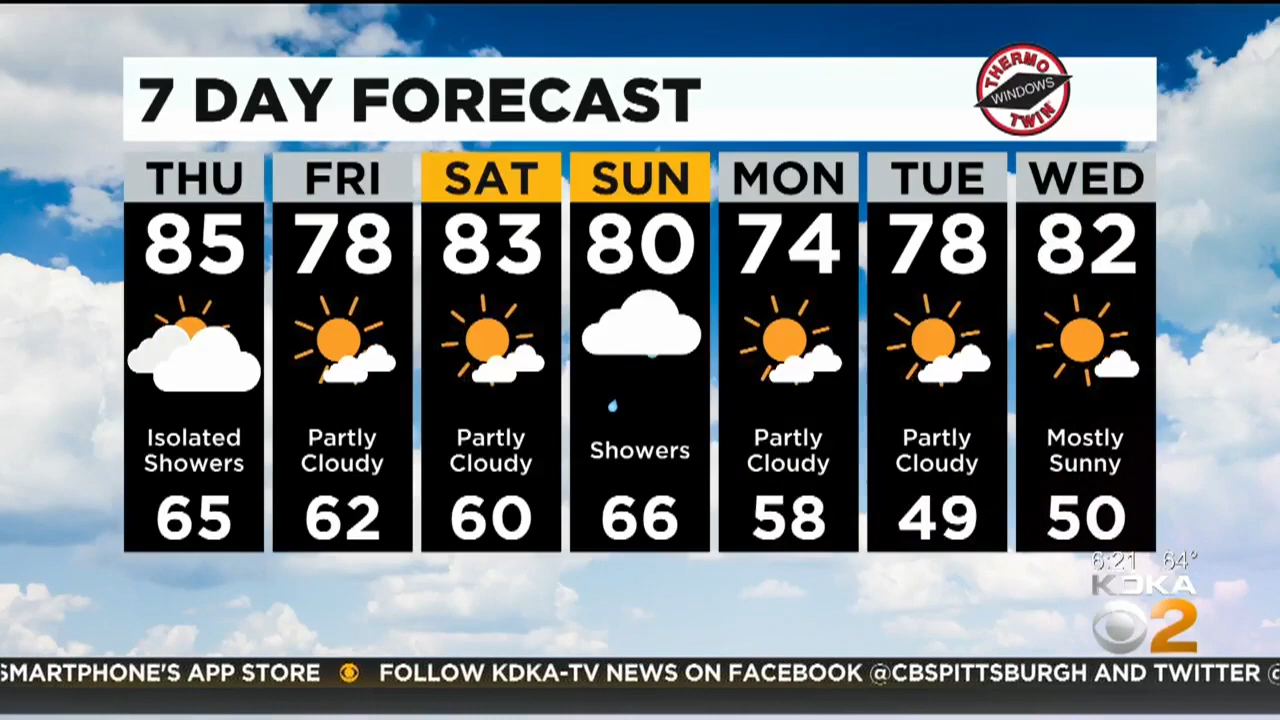 7 DAY FORECAST
THERMO
WINDOWS
TWIN
THU FRI SAT SUN MON TUE WED
85 78 83 80 74 78 82
Isolated Showers
Partly Cloudy
Partly Cloudy
Showers
Partly Cloudy
Partly Cloudy
Mostly Sunny
65 62 60 66 58 49 50
6:21 64°
KDKA
2
SMARTPHONE'S APP STORE FOLLOW KDKA-TV NEWS ON FACEBOOK @CBSPITTSBURGH AND TWITTER @